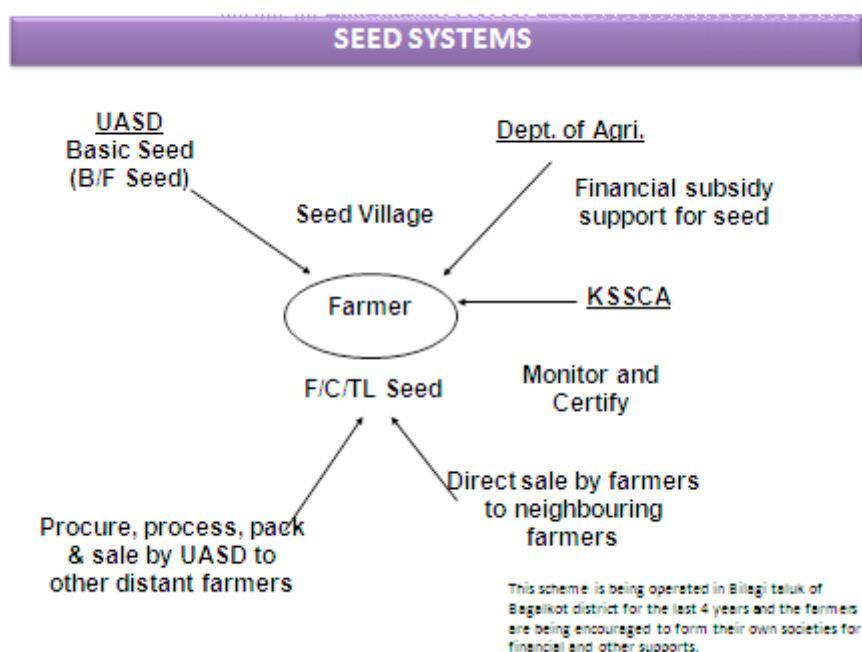 SEED SYSTEMS
UASD
Basic Seed
(B/F Seed)
Dept. of Agri.
Financial subsidy
support for seed
Seed Village
Farmer
KSSCA
F/C/TL Seed
Monitor and
Certify
Direct sale by farmers
to neighbouring
farmers
Procure, process, pack
& sale by UASD to
other distant farmers
This scheme is being operated in Bilagi taluk of
Bagalkot district for the last 4 years and the farmers
are being encouraged to form their own societies for
financial and other supports.